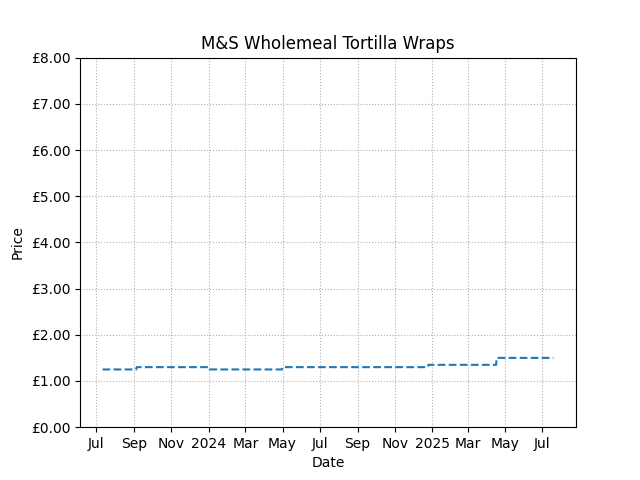 M&S Wholemeal Tortilla Wraps
£8.00
£7.00
£6.00
£5.00
£4.00
£3.00
£2.00
£1.00
£0.00
Price
Jul Sep Nov 2024 Mar May Jul Sep Nov 2025 Mar May Jul
Date